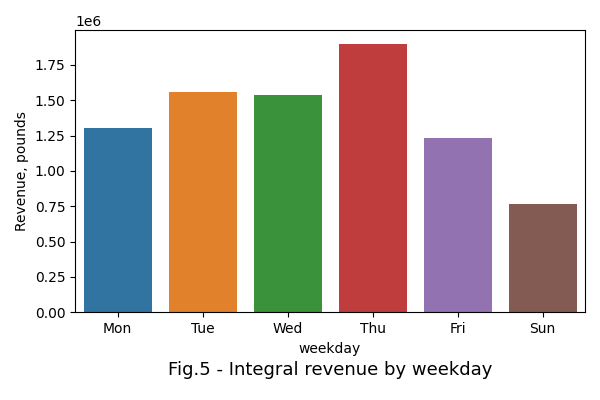 1e6
1.75
1.50
1.25
1.00
0.75
0.50
0.25
0.00
Revenue, pounds
Mon Tue Wed Thu Fri Sun
weekday
Fig.5 - Integral revenue by weekday